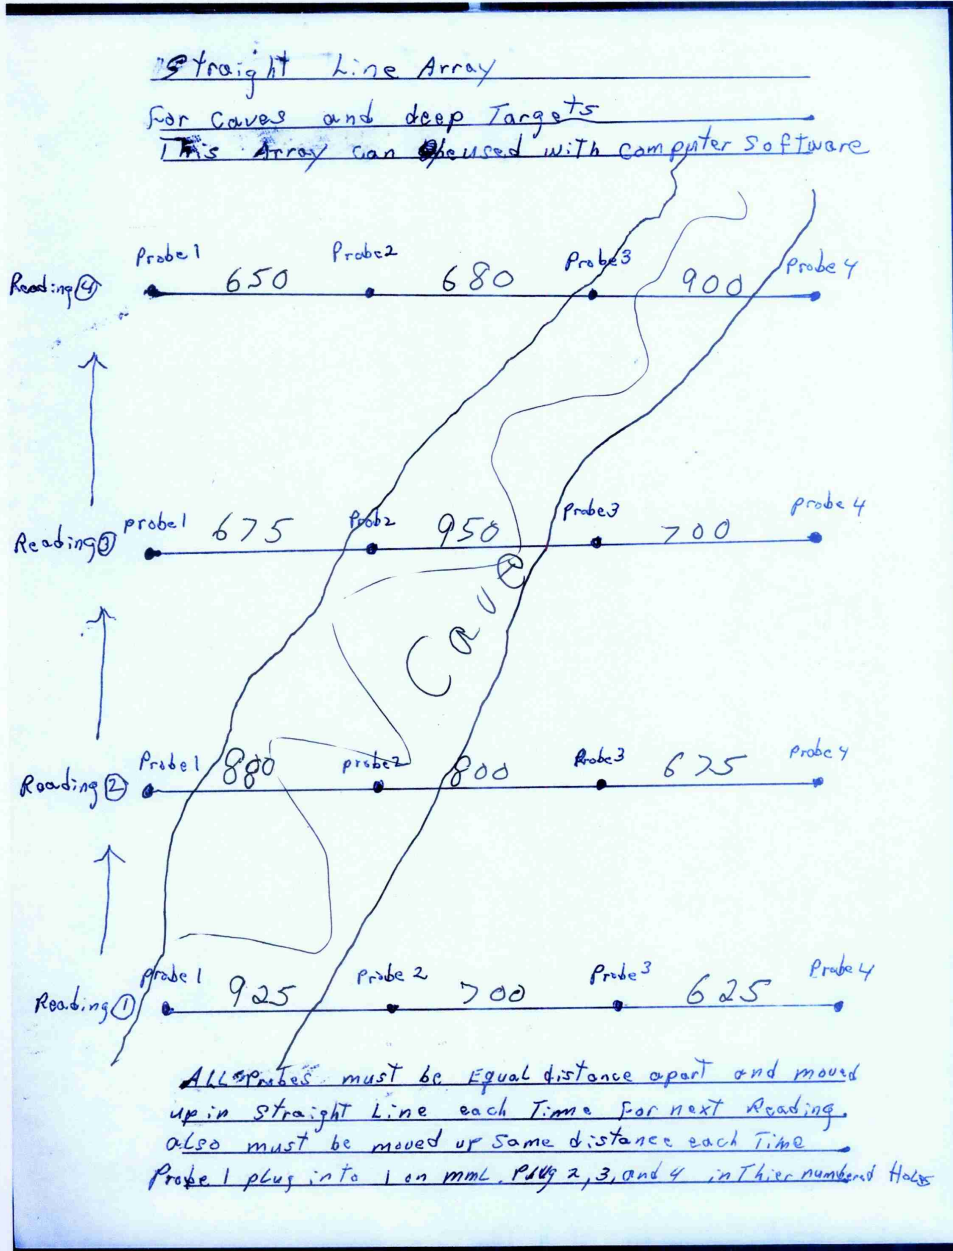 Straight Line Array
For Caves and deep Targets
This Array can be used with Computer Software
Probe 1 Probe 2 Probe 3 Probe 4
Reading 4 650 680 900
probe 1 Prob 2 Probe 3 probe 4
Reading 3 675 950 700
Cave
Probe 1 probe 2 Probe 3 Probe 4
Reading 2 880 800 675
probe 1 Probe 2 Probe 3 Probe 4
Reading 1 925 700 625
ALL Probes must be Equal distance apart and moved
up in Straight Line each Time For next Reading.
also must be moved up Same distance each Time
Probe 1 plug into 1 on mml. Plug 2, 3, and 4 in Thier numbered Holes